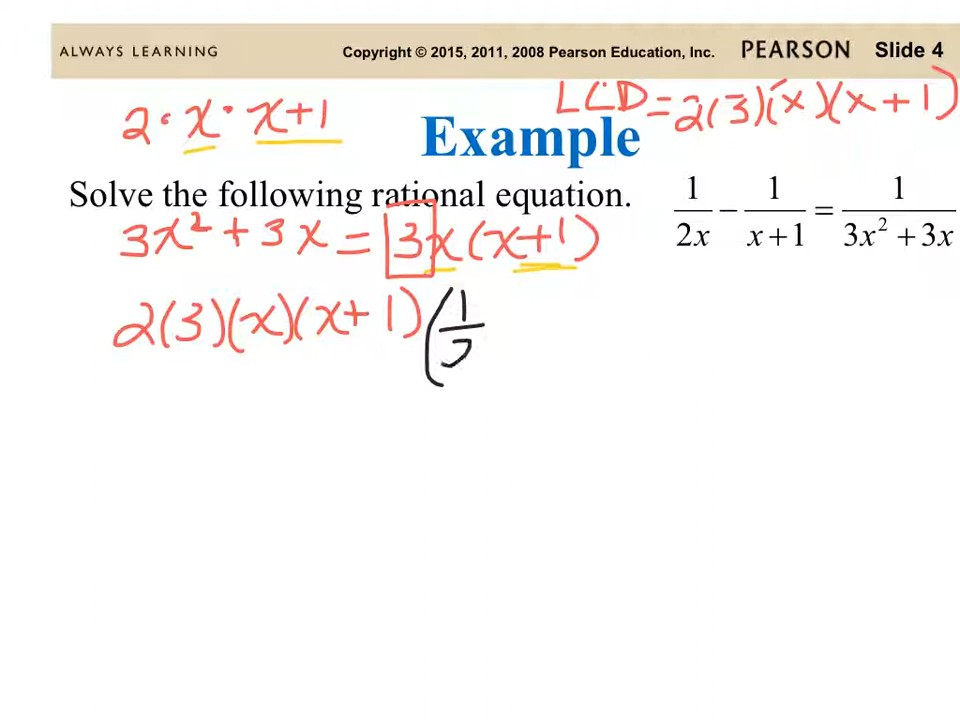 ALWAYS LEARNING Copyright © 2015, 2011, 2008 Pearson Education, Inc. PEARSON Slide 4
2 · x · x+1 LCD = 2(3)(x)(x+1)
Example
Solve the following rational equation. 1/2x − 1/x+1 = 1/3x² + 3x
3x² + 3x = 3x(x+1)
2(3)(x)(x+1)(1/2